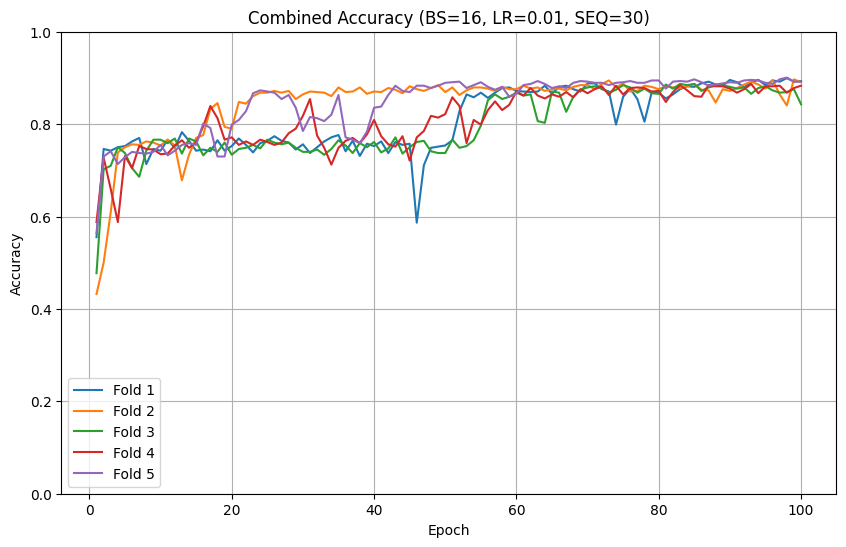 Combined Accuracy (BS=16, LR=0.01, SEQ=30)
1.0
0.8
0.6
0.4
0.2
0.0
Accuracy
Fold 1
Fold 2
Fold 3
Fold 4
Fold 5
0 20 40 60 80 100
Epoch